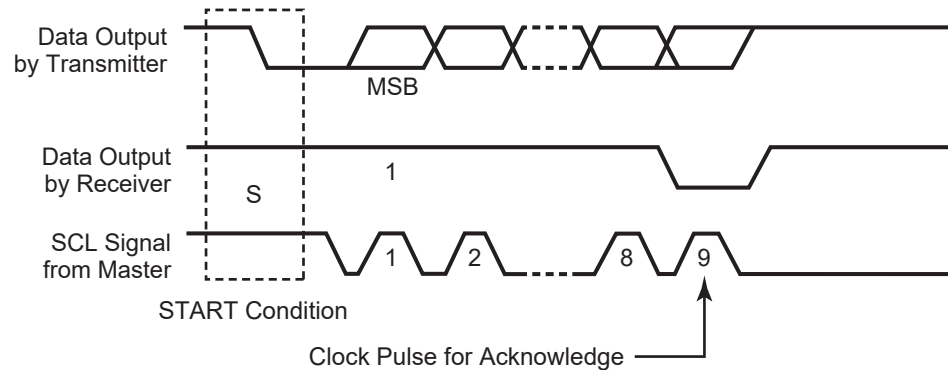 Data Output
by Transmitter
MSB
Data Output
by Receiver
1
S
SCL Signal
from Master
1
2
8
9
START Condition
Clock Pulse for Acknowledge